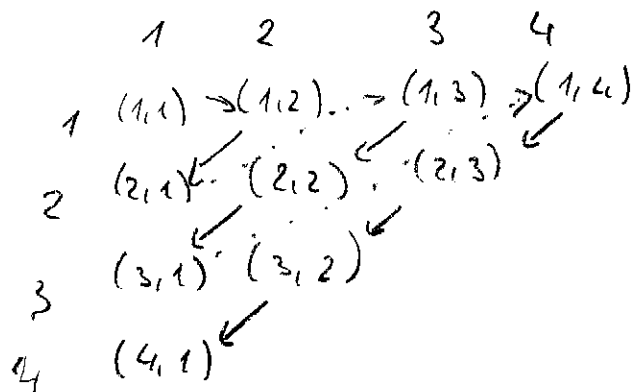 1 2 3 4
1 (1,1) → (1,2) .. → (1,3) .. → (1,4)
2 (2,1) .. (2,2) . . (2,3)
3 (3,1) . (3,2)
4 (4,1)